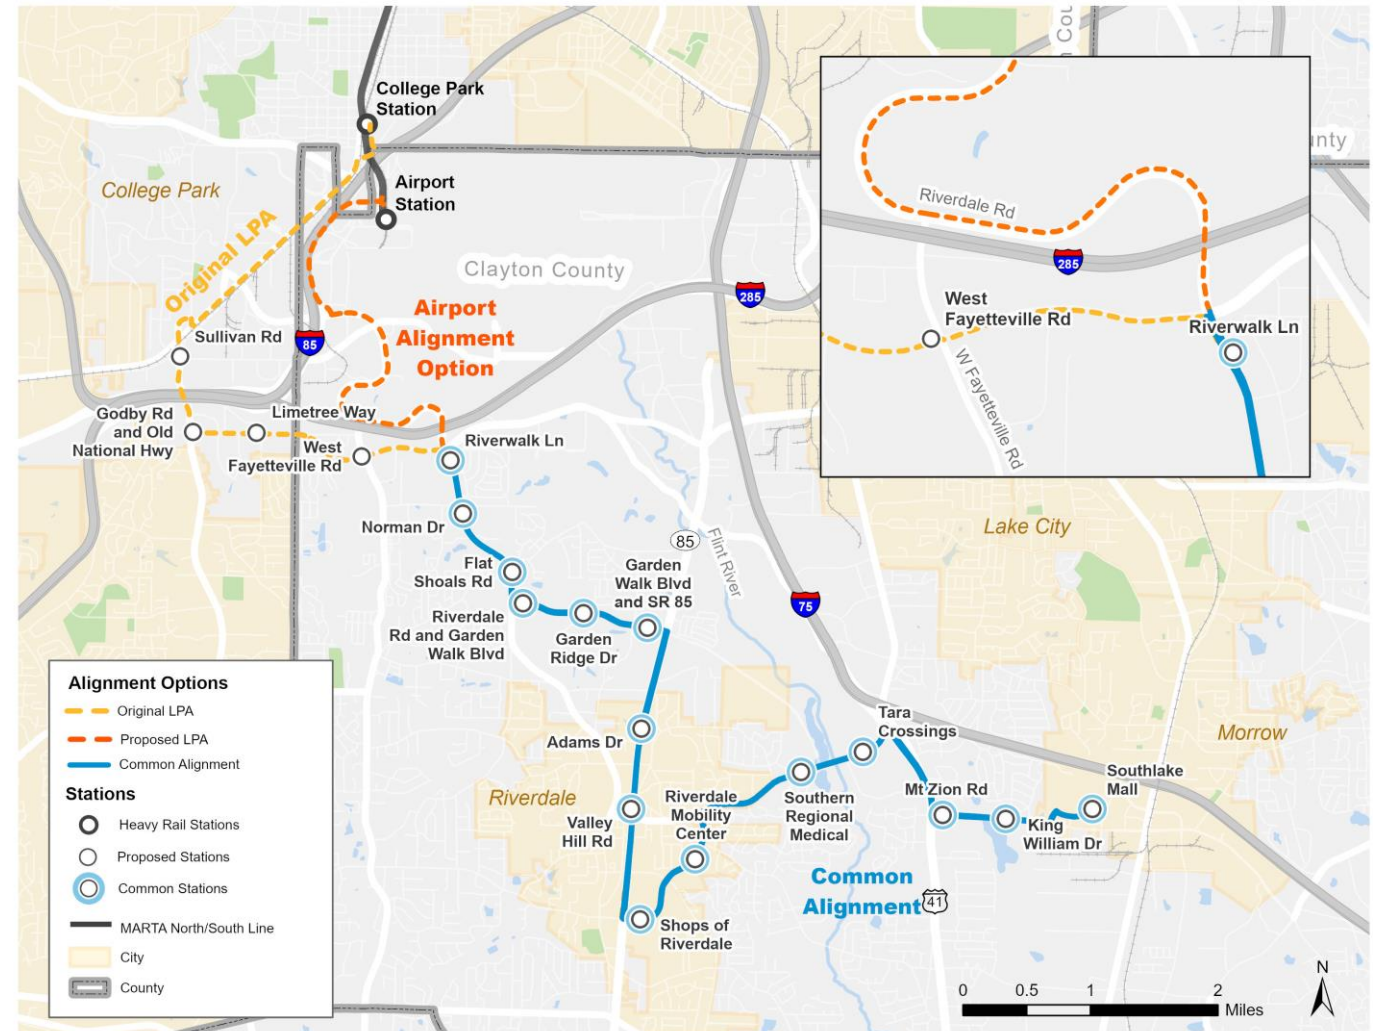 College Park
Station
College Park
Airport
Station
Original LPA
Clayton County
Airport
Alignment
Option
285
Sullivan Rd
85
Godby Rd
and Old
National Hwy
Limetree Way
West
Fayetteville Rd
Riverwalk Ln
Norman Dr
Flat
Shoals Rd
Riverdale
Rd and Garden
Walk Blvd
Garden
Ridge Dr
Garden
Walk Blvd
and SR 85
85
Flint River
75
Lake City
Morrow
Adams Dr
Riverdale
Valley
Hill Rd
Riverdale
Mobility
Center
Shops of
Riverdale
Southern
Regional
Medical
Tara
Crossings
Mt Zion Rd
King
William Dr
Southlake
Mall
Common
Alignment
41
n Cou
unty
Riverdale Rd
285
West
Fayetteville Rd
W Fayetteville Rd
Riverwalk Ln
Alignment Options
Original LPA
Proposed LPA
Common Alignment
Stations
Heavy Rail Stations
Proposed Stations
Common Stations
MARTA North/South Line
City
County
0 0.5 1 2
Miles
N